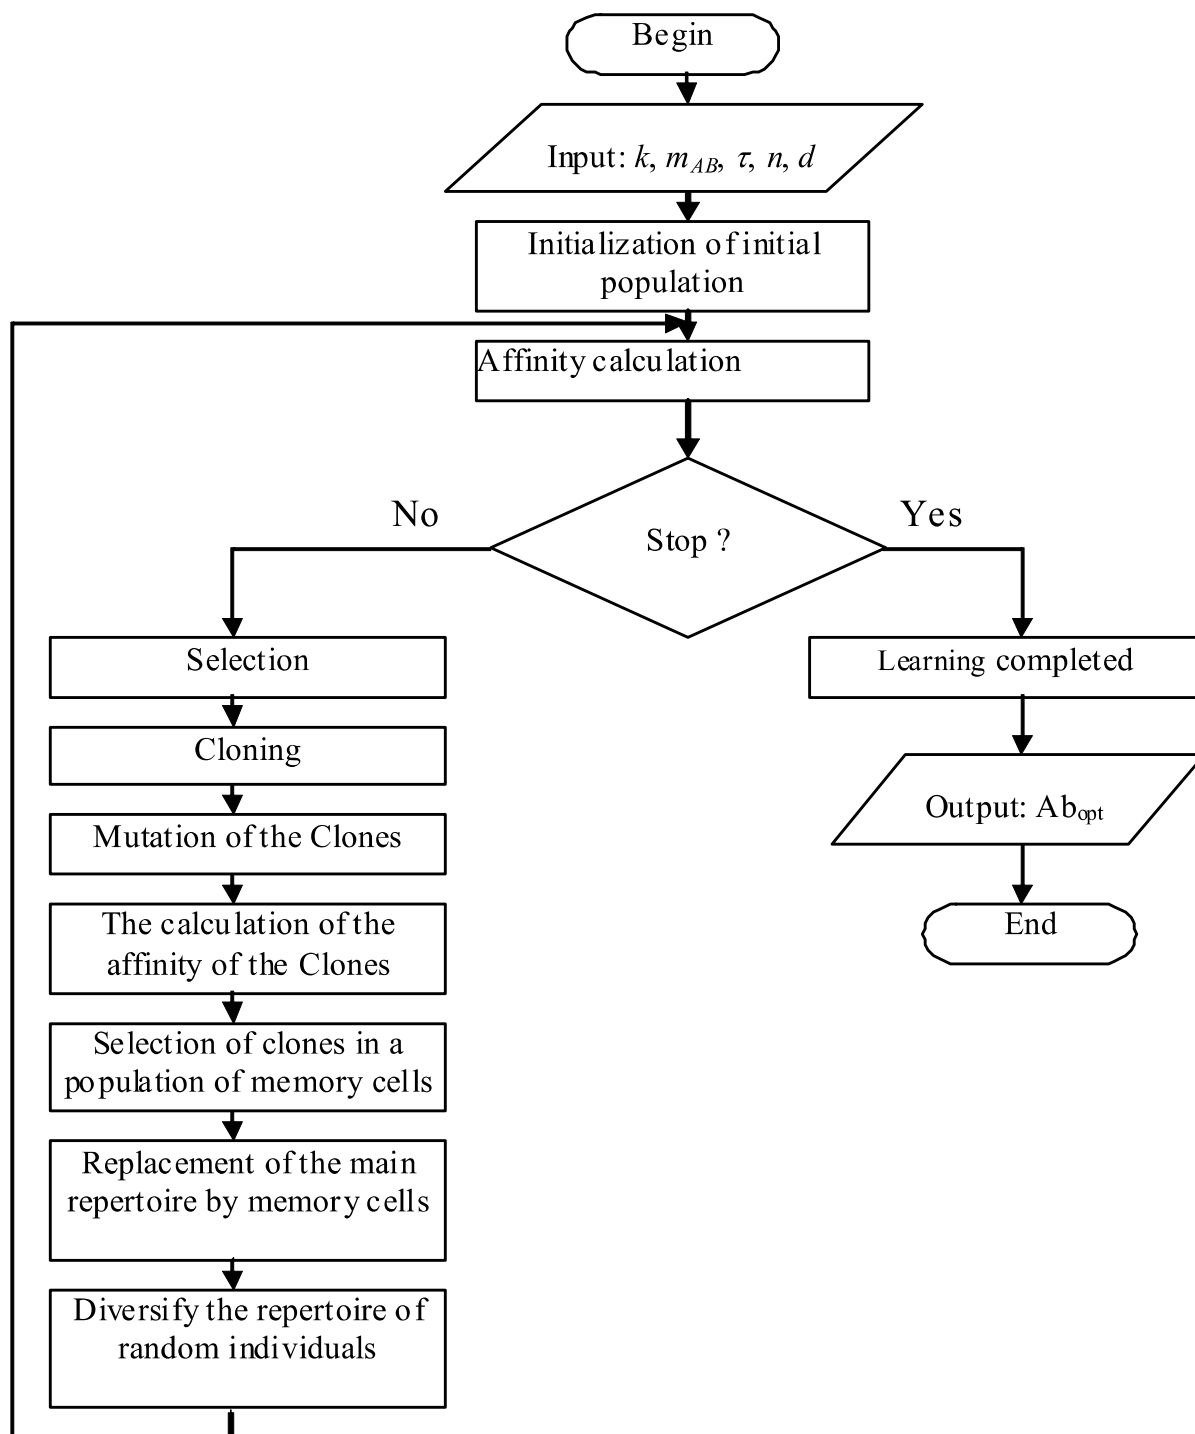 Begin
Input: k, m_AB, τ, n, d
Initialization of initial
population
Affinity calculation
No
Yes
Stop ?
Selection
Learning completed
Cloning
Output: Ab_opt
Mutation of the Clones
The calculation of the
affinity of the Clones
End
Selection of clones in a
population of memory cells
Replacement of the main
repertoire by memory cells
Diversify the repertoire of
random individuals